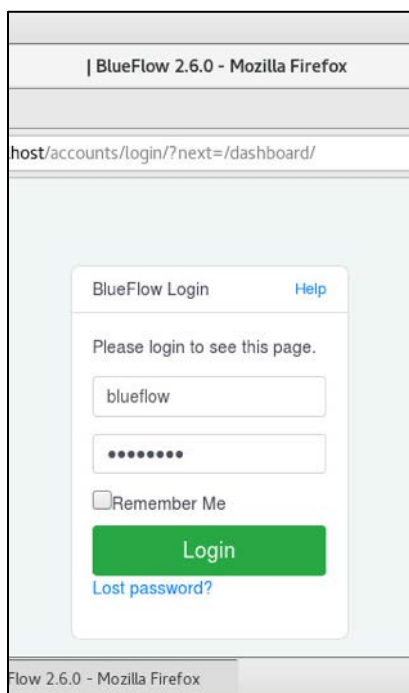 | BlueFlow 2.6.0 - Mozilla Firefox
host/accounts/login/?next=/dashboard/
BlueFlow Login Help
Please login to see this page.
blueflow
••••••••
Remember Me
Login
Lost password?
Flow 2.6.0 - Mozilla Firefox